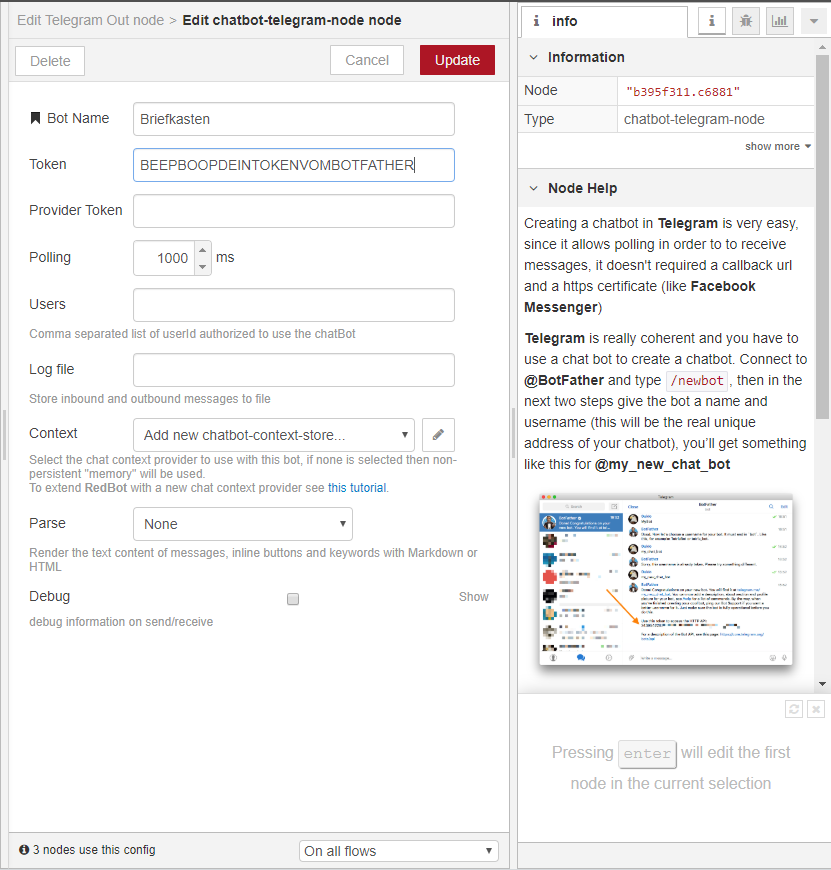 Edit Telegram Out node > Edit chatbot-telegram-node node
Delete
Cancel
Update
Bot Name
Briefkasten
Token
BEEPBOOPDEINTOKENVOMBOTFATHER
Provider Token
Polling
1000
ms
Users
Comma separated list of userId authorized to use the chatBot
Log file
Store inbound and outbound messages to file
Context
Add new chatbot-context-store...
Select the chat context provider to use with this bot, if none is selected then non-
persistent "memory" will be used.
To extend RedBot with a new chat context provider see this tutorial.
Parse
None
Render the text content of messages, inline buttons and keywords with Markdown or
HTML
Debug
Show
debug information on send/receive
3 nodes use this config
On all flows
i info
i
Information
Node
"b395f311.c6881"
Type
chatbot-telegram-node
show more
Node Help
Creating a chatbot in Telegram is very easy,
since it allows polling in order to to receive
messages, it doesn't required a callback url
and a https certificate (like Facebook
Messenger)
Telegram is really coherent and you have to
use a chat bot to create a chatbot. Connect to
@BotFather and type /newbot , then in the
next two steps give the bot a name and
username (this will be the real unique
address of your chatbot), you'll get something
like this for @my_new_chat_bot
Telegram
BotFather
Search
Close
Pressing enter will edit the first
node in the current selection